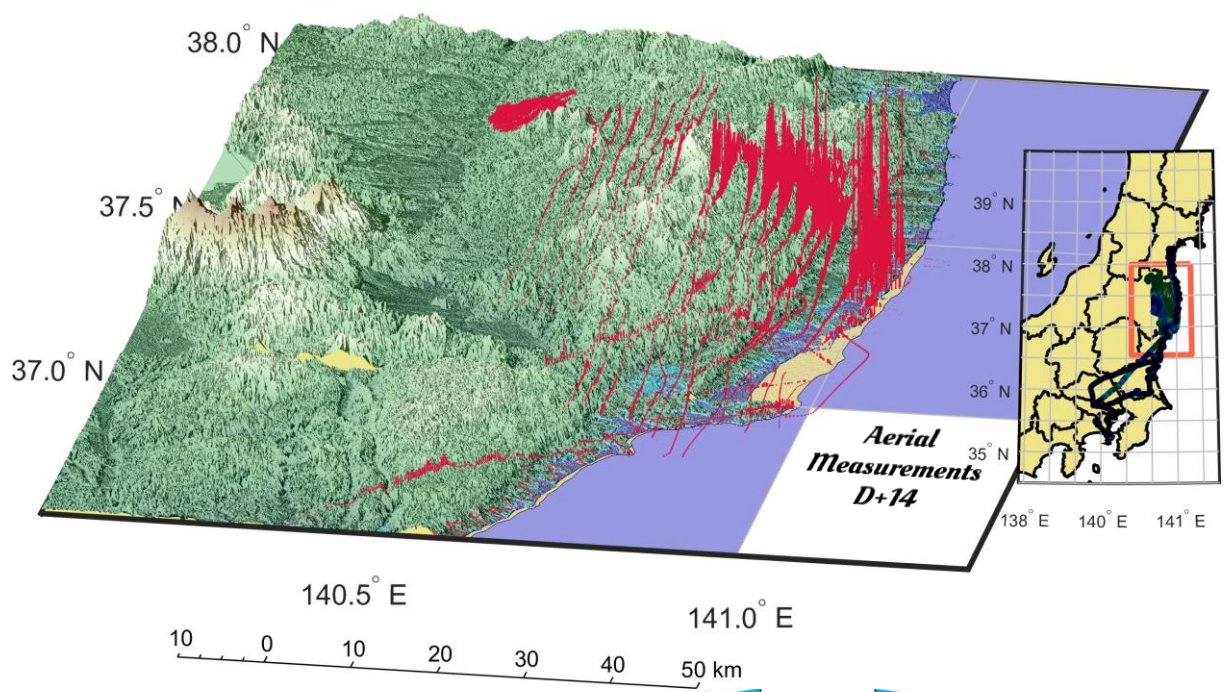 38.0° N
37.5° N
37.0° N
140.5° E
141.0° E
10 0 10 20 30 40 50 km
Aerial
Measurements
D+14
39° N
38° N
37° N
36° N
35° N
138° E 140° E 141° E